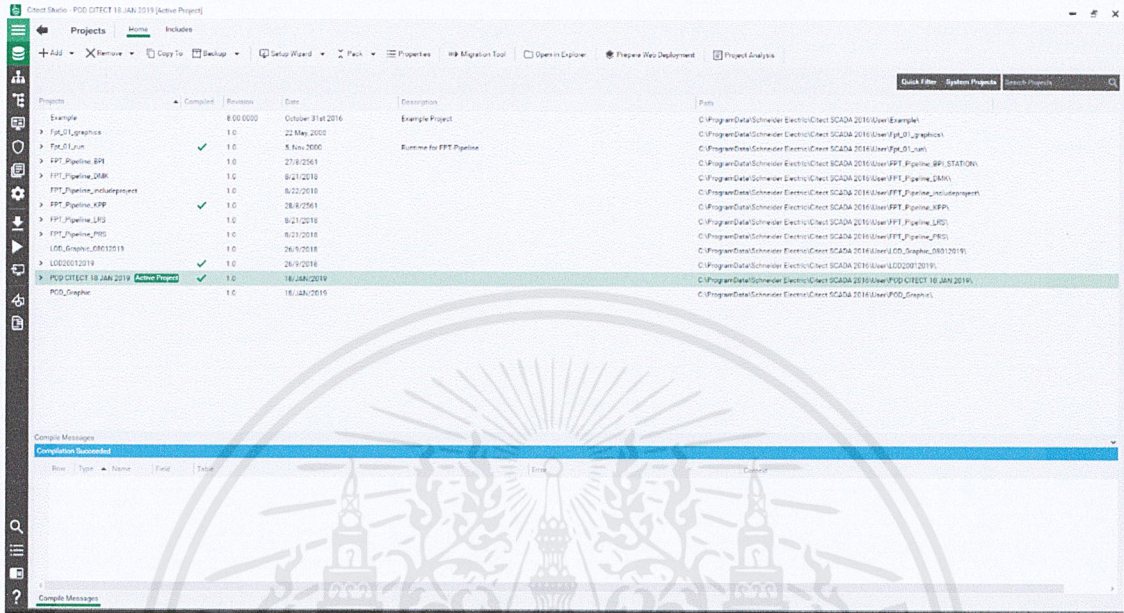 Citect Studio - POD CITECT 18 JAN 2019 [Active Project]
Projects Home Includes
Add Remove Copy To Backup Setup Wizard Pack Properties Migration Tool Open in Explorer Prepare Web Deployment Project Analysis
Quick Filter System Projects Search Projects
Projects Compiled Revision Date Description Path
Example 8.00.0000 October 31st 2016 Example Project C:\ProgramData\Schneider Electric\Citect SCADA 2016\User\Example\
Fpt_01_graphics 1.0 22 May, 2000 C:\ProgramData\Schneider Electric\Citect SCADA 2016\User\Fpt_01_graphics\
Fpt_01_run 1.0 5, Nov, 2000 Runtime for FPT-Pipeline C:\ProgramData\Schneider Electric\Citect SCADA 2016\User\Fpt_01_run\
FPT_Pipeline_BPI 1.0 27/8/2561 C:\ProgramData\Schneider Electric\Citect SCADA 2016\User\FPT_Pipeline_BPI_STATION\
FPT_Pipeline_DMK 1.0 8/21/2018 C:\ProgramData\Schneider Electric\Citect SCADA 2016\User\FPT_Pipeline_DMK\
FPT_Pipeline_includeproject 1.0 8/22/2018 C:\ProgramData\Schneider Electric\Citect SCADA 2016\User\FPT_Pipeline_includeproject\
FPT_Pipeline_KPP 1.0 28/8/2561 C:\ProgramData\Schneider Electric\Citect SCADA 2016\User\FPT_Pipeline_KPP\
FPT_Pipeline_LRS 1.0 8/21/2018 C:\ProgramData\Schneider Electric\Citect SCADA 2016\User\FPT_Pipeline_LRS\
FPT_Pipeline_PRS 1.0 8/21/2018 C:\ProgramData\Schneider Electric\Citect SCADA 2016\User\FPT_Pipeline_PRS\
LOD_Graphic_08012019 1.0 26/9/2018 C:\ProgramData\Schneider Electric\Citect SCADA 2016\User\LOD_Graphic_08012019\
LOD20012019 1.0 26/9/2018 C:\ProgramData\Schneider Electric\Citect SCADA 2016\User\LOD20012019\
POD CITECT 18 JAN 2019 Active Project 1.0 18/JAN/2019 C:\ProgramData\Schneider Electric\Citect SCADA 2016\User\POD CITECT 18 JAN 2019\
POD_Graphic 1.0 18/JAN/2019 C:\ProgramData\Schneider Electric\Citect SCADA 2016\User\POD_Graphic\
Compile Messages
Compilation Succeeded
Row Type Name Field Table Error Context
Compile Messages